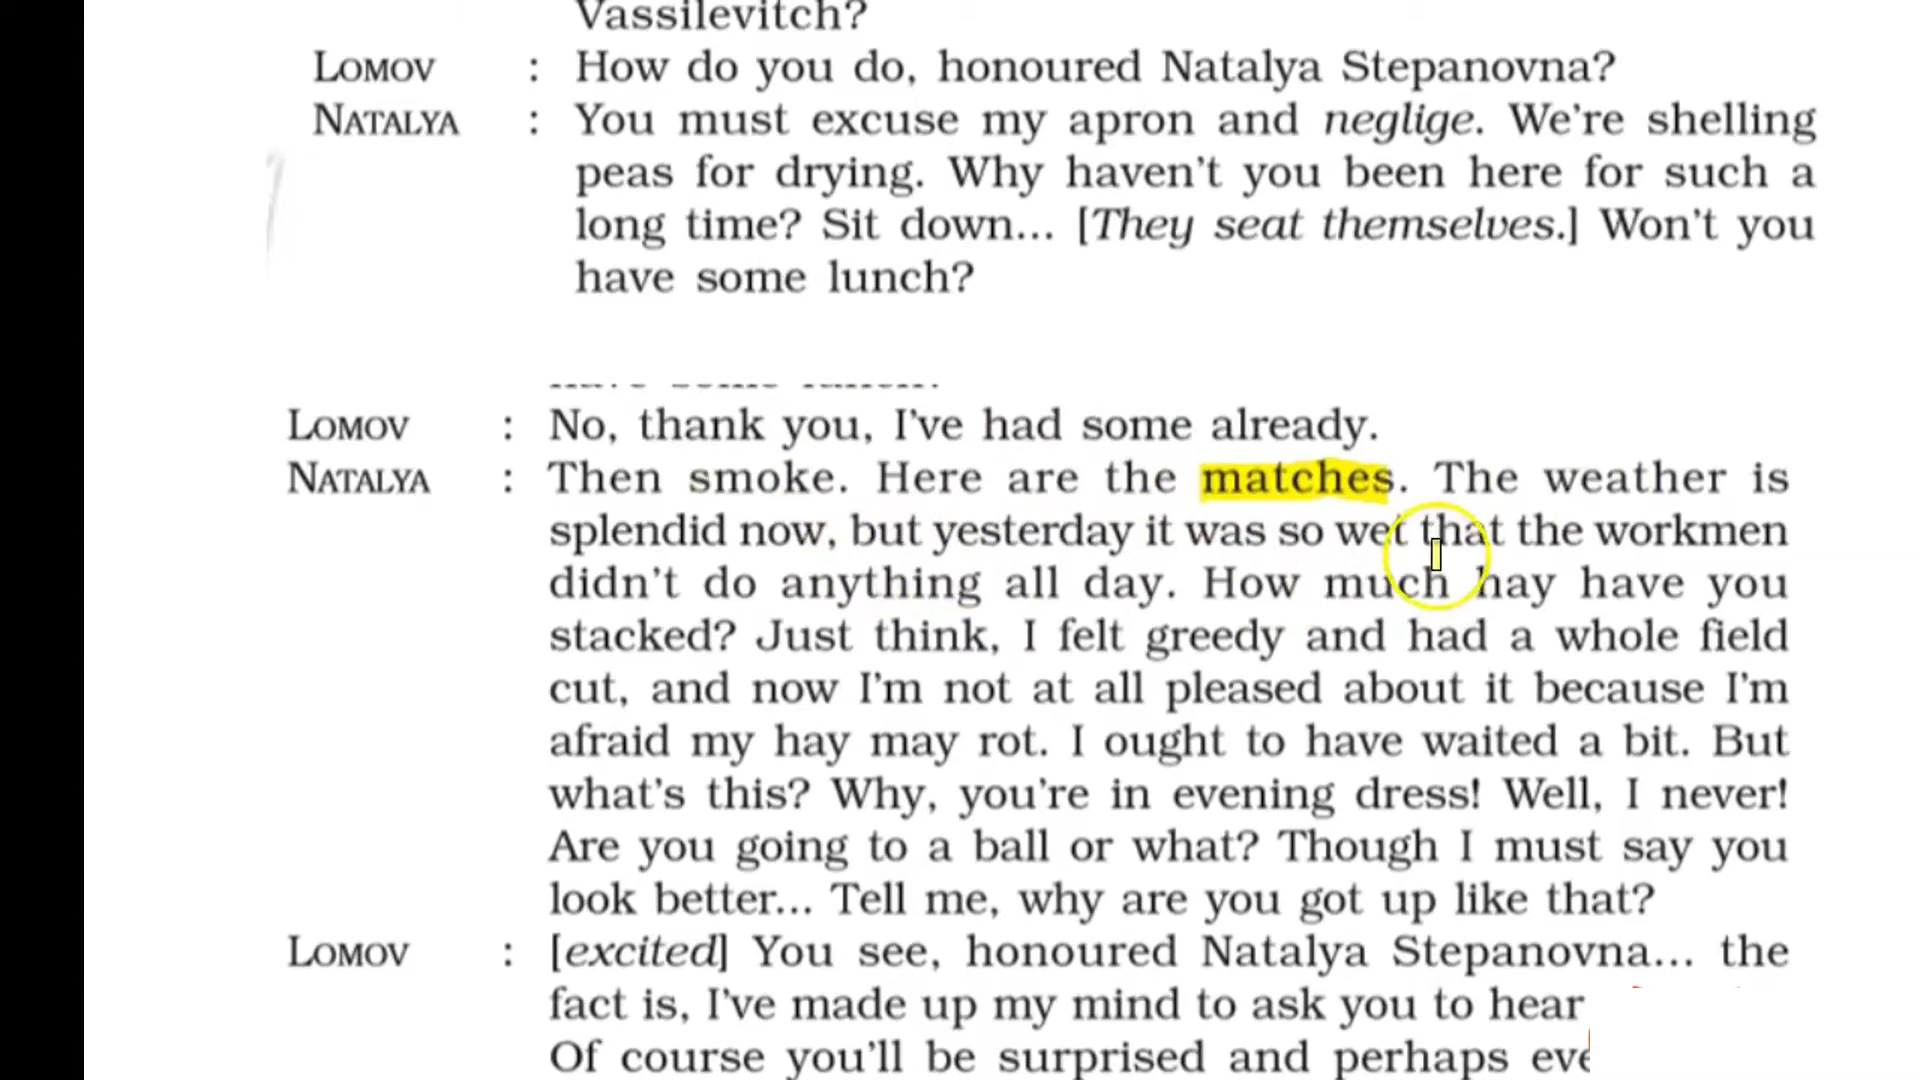 Vassilevitch?
LOMOV : How do you do, honoured Natalya Stepanovna?
NATALYA : You must excuse my apron and neglige. We're shelling
peas for drying. Why haven't you been here for such a
long time? Sit down... [They seat themselves.] Won't you
have some lunch?
LOMOV : No, thank you, I've had some already.
NATALYA : Then smoke. Here are the matches. The weather is
splendid now, but yesterday it was so wet that the workmen
didn't do anything all day. How much hay have you
stacked? Just think, I felt greedy and had a whole field
cut, and now I'm not at all pleased about it because I'm
afraid my hay may rot. I ought to have waited a bit. But
what's this? Why, you're in evening dress! Well, I never!
Are you going to a ball or what? Though I must say you
look better... Tell me, why are you got up like that?
LOMOV : [excited] You see, honoured Natalya Stepanovna... the
fact is, I've made up my mind to ask you to hear
Of course you'll be surprised and perhaps